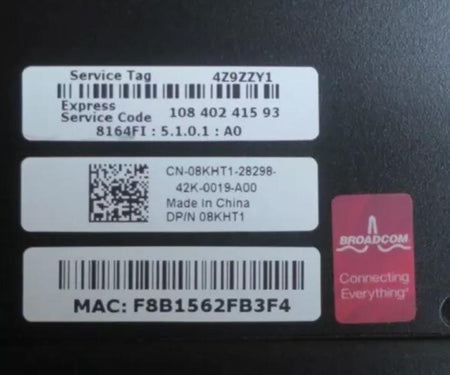 Service Tag 4Z9ZZY1
Express
Service Code 108 402 415 93
8164FI : 5.1.0.1 : A0
CN-08KHT1-28298-
42K-0019-A00
Made in China
DP/N 08KHT1
MAC: F8B1562FB3F4
BROADCOM
Connecting
Everything®